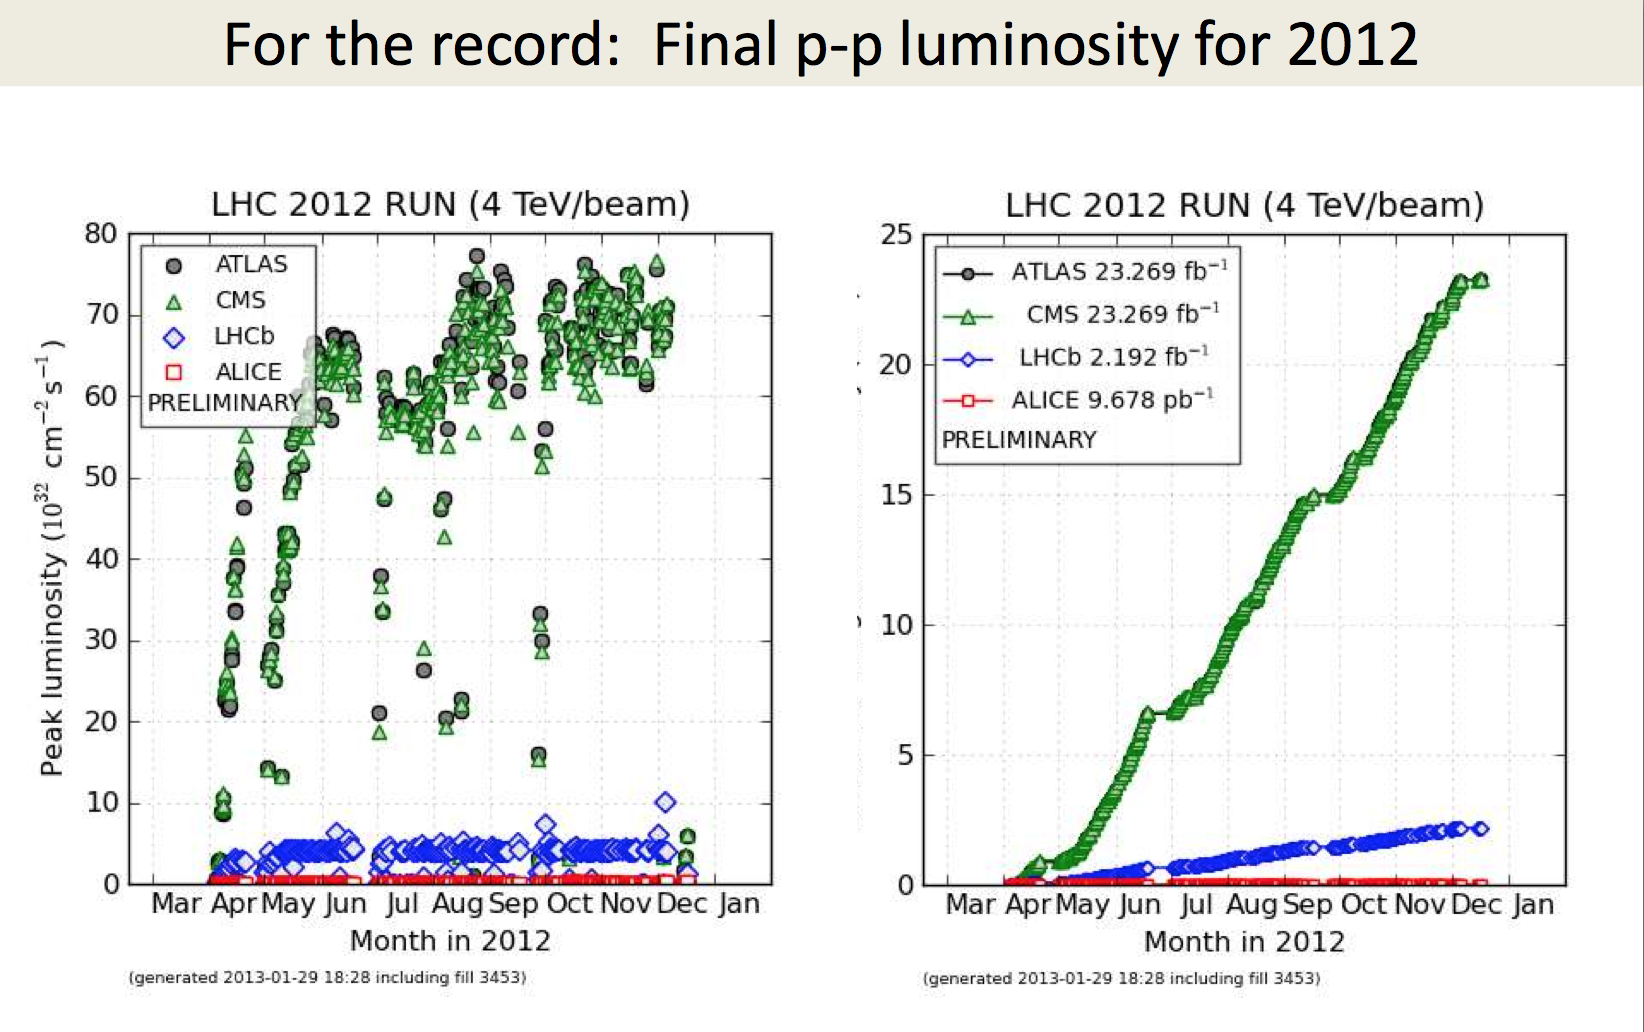 For the record: Final p-p luminosity for 2012
LHC 2012 RUN (4 TeV/beam)
Peak luminosity (10³² cm⁻² s⁻¹)
80
70
60
50
40
30
20
10
0
ATLAS
CMS
LHCb
ALICE
PRELIMINARY
Mar Apr May Jun Jul Aug Sep Oct Nov Dec Jan
Month in 2012
(generated 2013-01-29 18:28 including fill 3453)
LHC 2012 RUN (4 TeV/beam)
25
20
15
10
5
0
ATLAS 23.269 fb⁻¹
CMS 23.269 fb⁻¹
LHCb 2.192 fb⁻¹
ALICE 9.678 pb⁻¹
PRELIMINARY
Mar Apr May Jun Jul Aug Sep Oct Nov Dec Jan
Month in 2012
(generated 2013-01-29 18:28 including fill 3453)